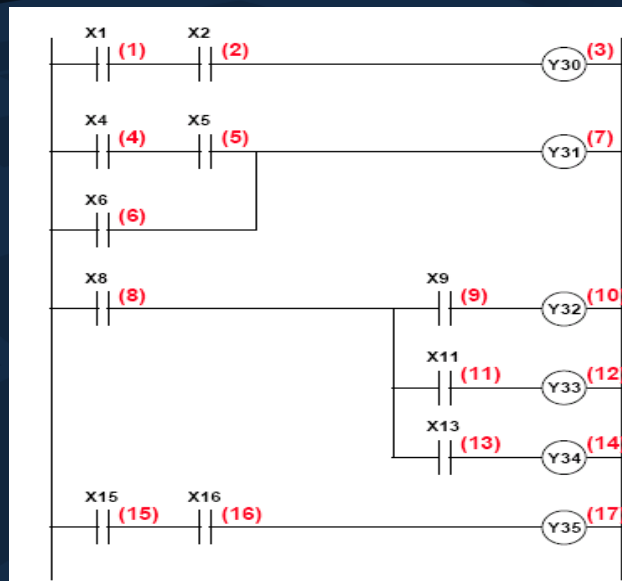 X1 X2
(1) (2) Y30 (3)
X4 X5
(4) (5) Y31 (7)
X6
(6)
X8 X9
(8) (9) Y32 (10
X11
(11) Y33 (12
X13
(13) Y34 (14
X15 X16
(15) (16) Y35 (17)